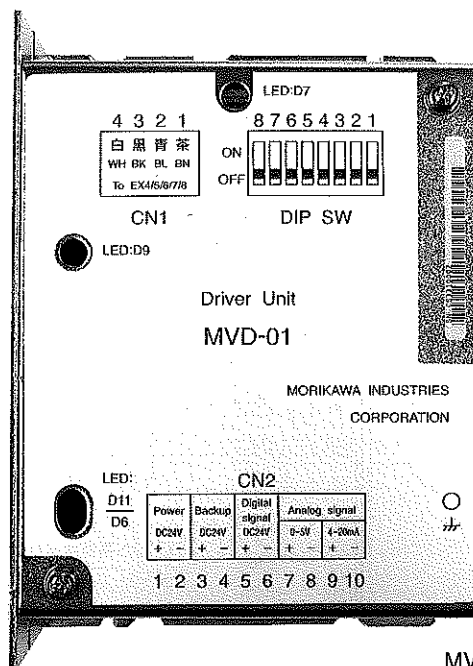 LED:D7
4 3 2 1
白 黒 青 茶
WH BK BL BN
To EX4/5/6/7/8
CN1
8 7 6 5 4 3 2 1
ON
OFF
DIP SW
LED:D9
Driver Unit
MVD-01
MORIKAWA INDUSTRIES
CORPORATION
LED:
D11
D6
CN2
Power Backup Digital signal Analog signal
DC24V DC24V DC24V 0-5V 4-20mA
+ - + - + - + - + -
1 2 3 4 5 6 7 8 9 10
MV